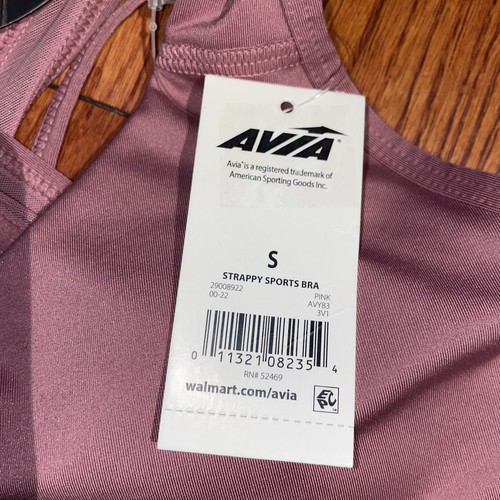 AVIA®
Avia® is a registered trademark of
American Sporting Goods Inc.
S
STRAPPY SPORTS BRA
29008922 PINK
00-22 AVY83
3V1
0 11321 08235 4
RN# 52469
walmart.com/avia
EPC™